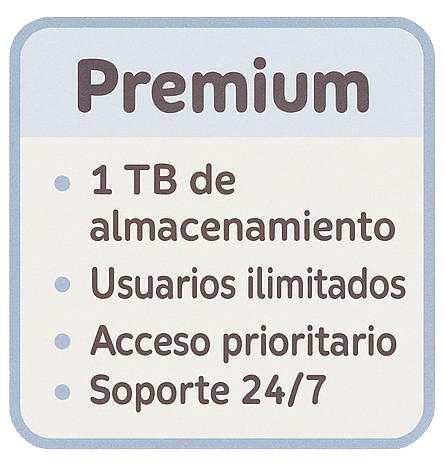 Premium
1 TB de
almacenamiento
Usuarios ilimitados
Acceso prioritario
Soporte 24/7